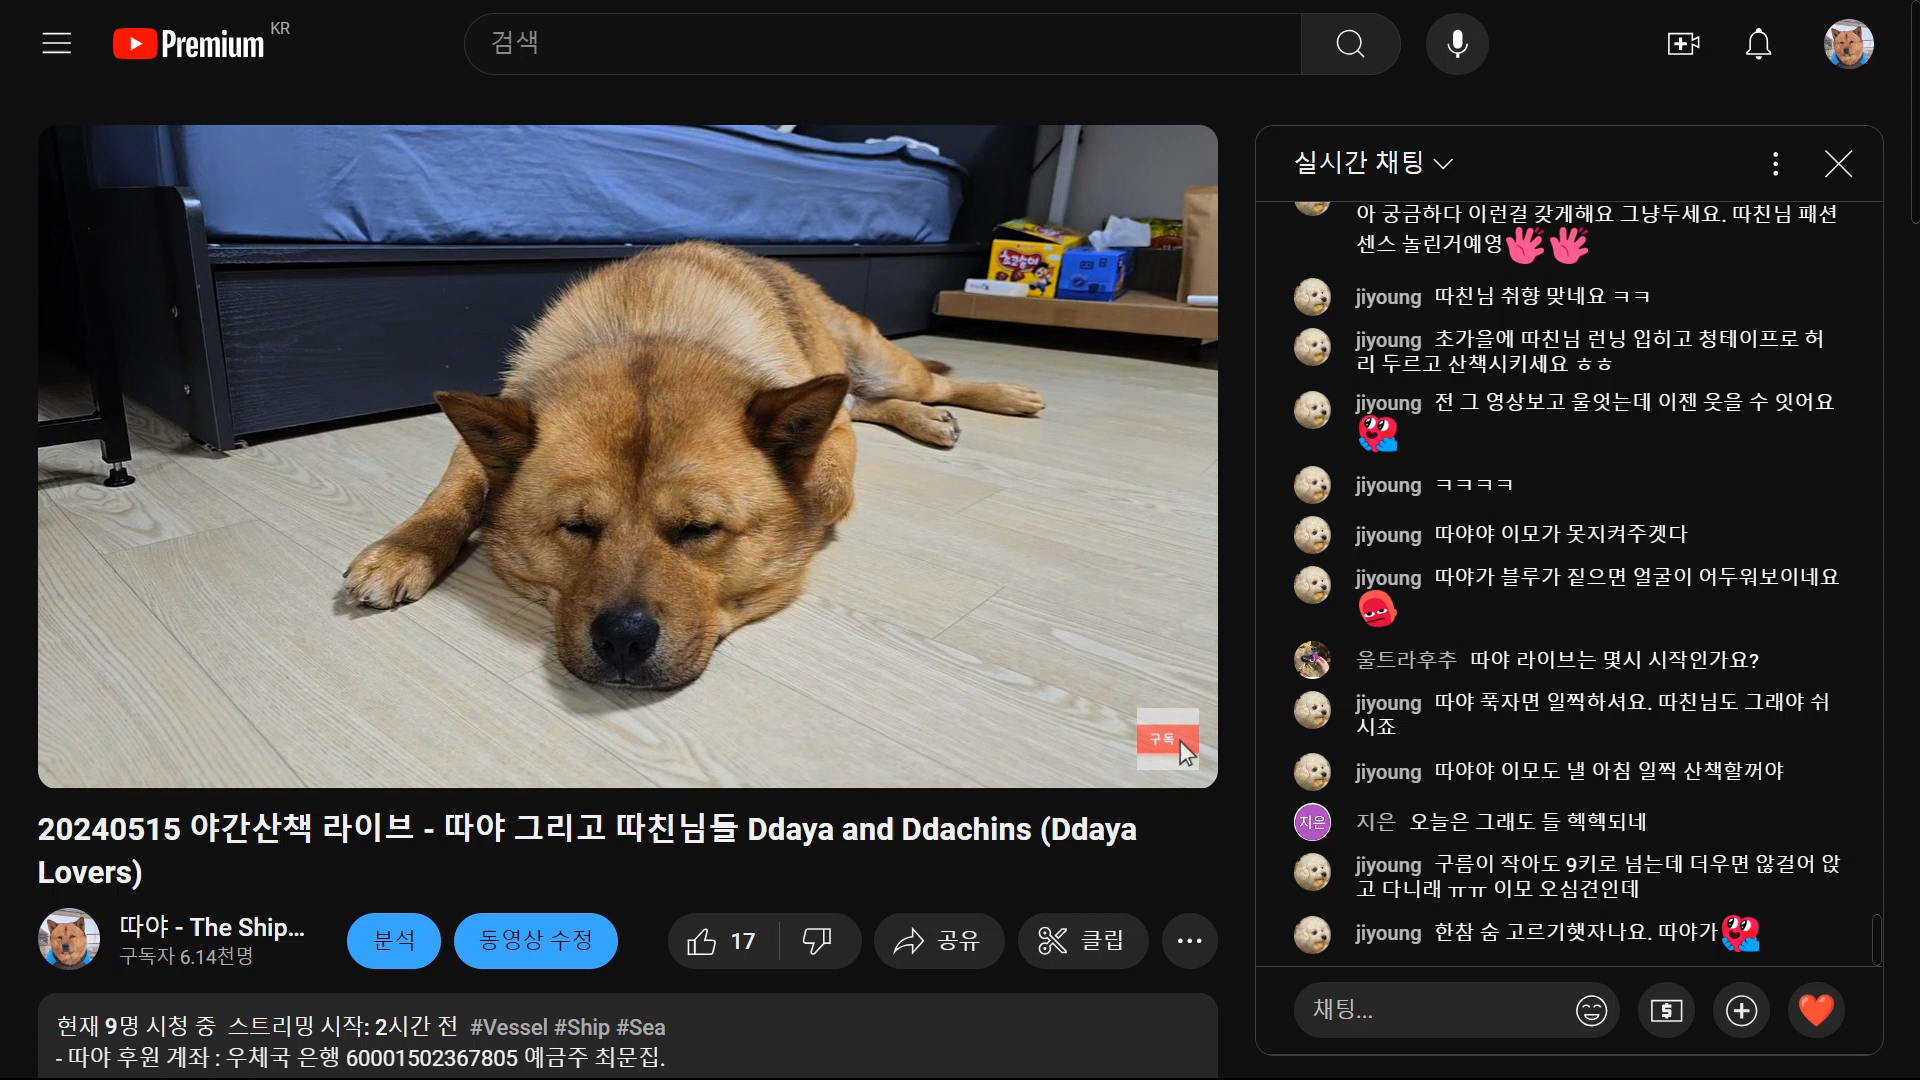 Premium KR
검색
초코송이
구독
20240515 야간산책 라이브 - 따야 그리고 따친님들 Ddaya and Ddachins (Ddaya
Lovers)
따야 - The Ship...
구독자 6.14천명
분석
동영상 수정
17
공유
클립
현재 9명 시청 중 스트리밍 시작: 2시간 전 #Vessel #Ship #Sea
- 따야 후원 계좌 : 우체국 은행 60001502367805 예금주 최문집.
실시간 채팅
아 궁금하다 이런걸 갖게해요 그냥두세요. 따친님 패션
센스 놀린거예영
jiyoung 따친님 취향 맞네요 ㅋㅋ
jiyoung 초가을에 따친님 런닝 입히고 청테이프로 허
리 두르고 산책시키세요 ㅎㅎ
jiyoung 전 그 영상보고 울엇는데 이젠 웃을 수 잇어요
jiyoung ㅋㅋㅋㅋ
jiyoung 따야야 이모가 못지켜주겟다
jiyoung 따야가 블루가 짙으면 얼굴이 어두워보이네요
울트라후추 따야 라이브는 몇시 시작인가요?
jiyoung 따야 푹자면 일찍하셔요. 따친님도 그래야 쉬
시죠
jiyoung 따야야 이모도 낼 아침 일찍 산책할꺼야
지은 지은 오늘은 그래도 들 헥헥되네
jiyoung 구름이 작아도 9키로 넘는데 더우면 않걸어 앉
고 다니래 ㅠㅠ 이모 오심견인데
jiyoung 한참 숨 고르기햇자나요. 따야가
채팅...